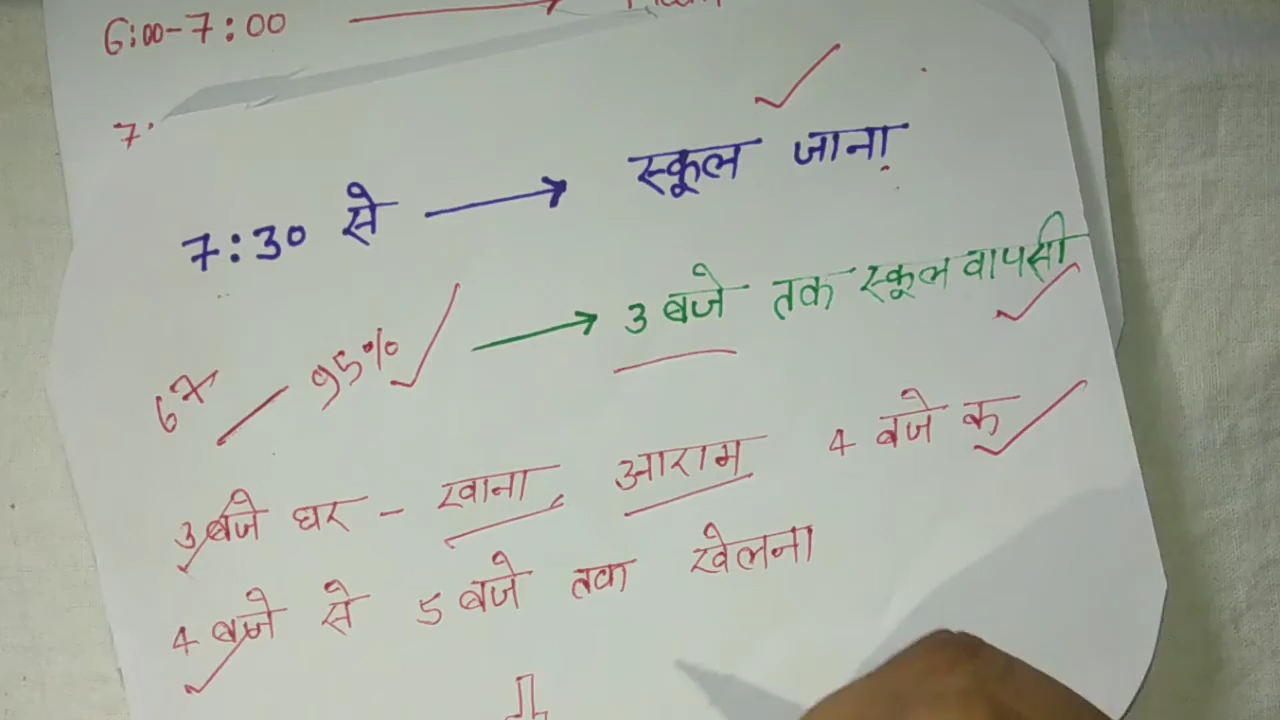 6:00-7:00
7.
7:30 से → स्कूल जाना
→ 3 बजे तक स्कूल वापसी
95%
3 बजे घर - खाना, आराम 4 बजे क
4 बजे से 5 बजे तक खेलना